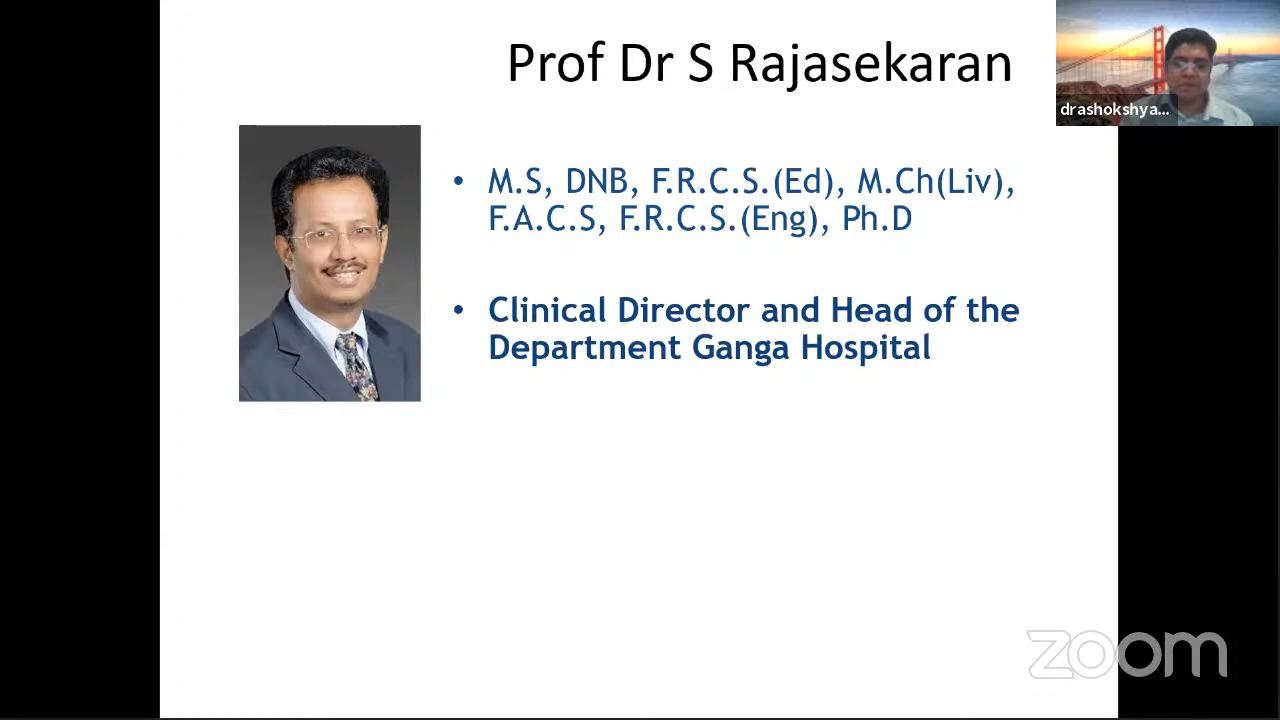 Prof Dr S Rajasekaran
drashokshya...
• M.S, DNB, F.R.C.S.(Ed), M.Ch(Liv),
F.A.C.S, F.R.C.S.(Eng), Ph.D
• Clinical Director and Head of the
Department Ganga Hospital
zoom